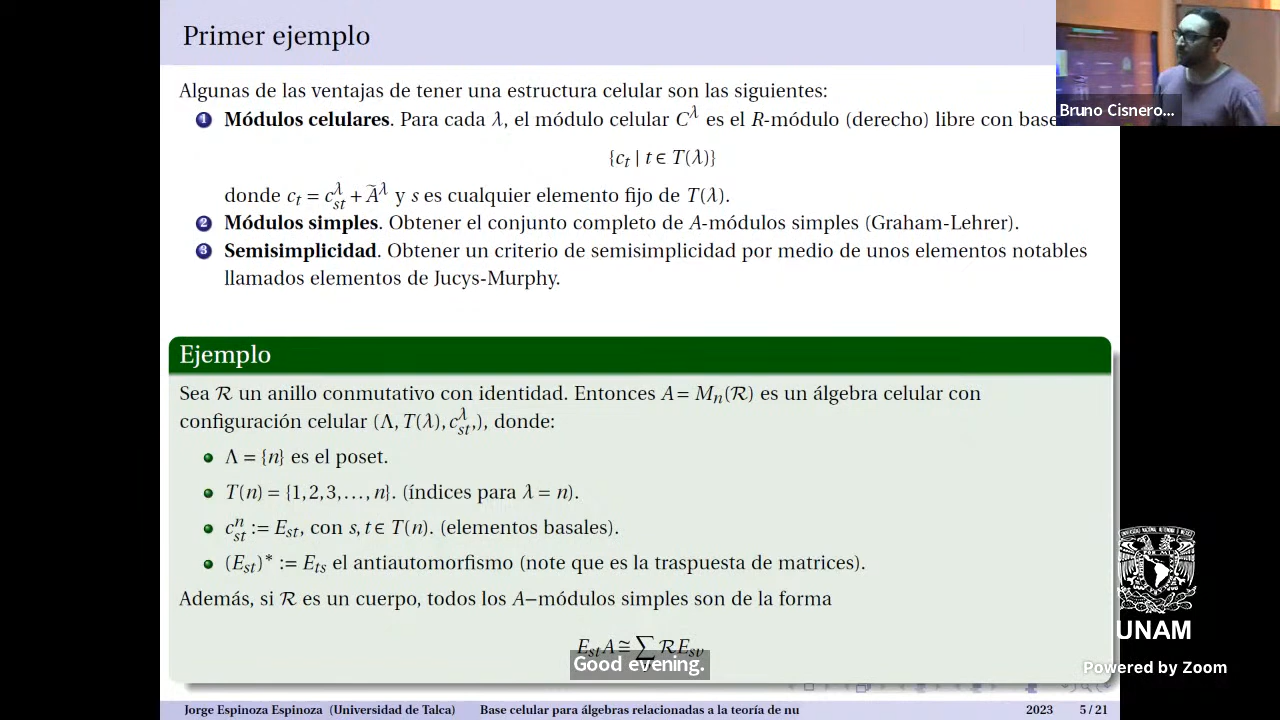 Primer ejemplo
Algunas de las ventajas de tener una estructura celular son las siguientes:
1 Módulos celulares. Para cada λ, el módulo celular C^λ es el R-módulo (derecho) libre con base
{c_t | t ∈ T(λ)}
donde c_t = c_{st}^λ + Ã^λ y s es cualquier elemento fijo de T(λ).
2 Módulos simples. Obtener el conjunto completo de A-módulos simples (Graham-Lehrer).
3 Semisimplicidad. Obtener un criterio de semisimplicidad por medio de unos elementos notables
llamados elementos de Jucys-Murphy.
Ejemplo
Sea R un anillo conmutativo con identidad. Entonces A = M_n(R) es un álgebra celular con
configuración celular (Λ, T(λ), c_{st}^λ,), donde:
Λ = {n} es el poset.
T(n) = {1,2,3,...,n}. (índices para λ = n).
c_{st}^n := E_{st}, con s, t ∈ T(n). (elementos basales).
(E_{st})* := E_{ts} el antiautomorfismo (note que es la traspuesta de matrices).
Además, si R es un cuerpo, todos los A−módulos simples son de la forma
E_{st}A ≅ ∑ R E_{sv}
Good evening.
Jorge Espinoza Espinoza (Universidad de Talca) Base celular para álgebras relacionadas a la teoría de nu 2023 5 / 21
Bruno Cisnero...
UNAM
Powered by Zoom